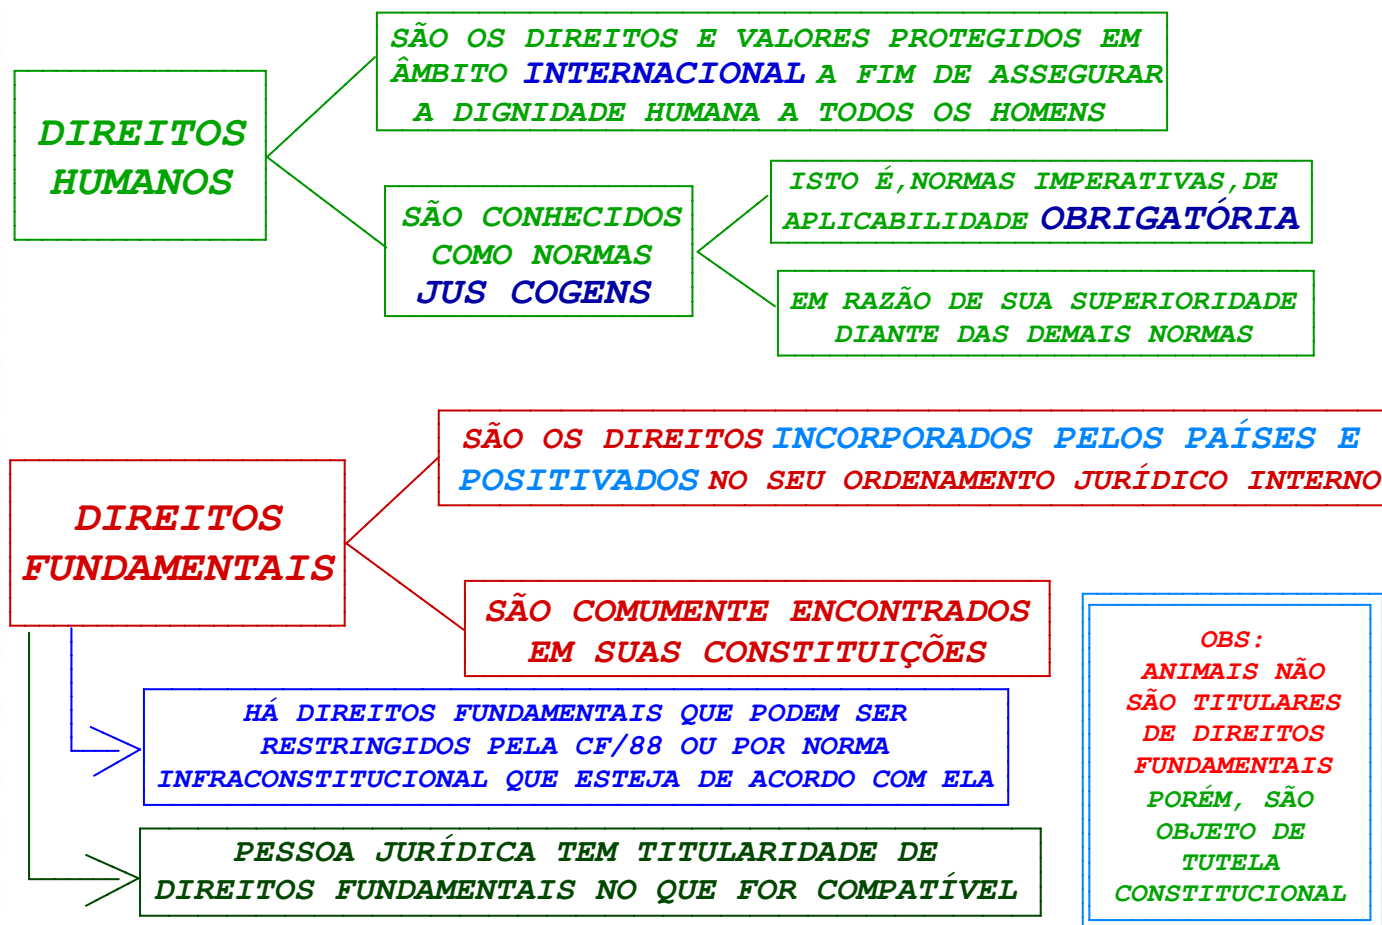 DIREITOS
HUMANOS
SÃO OS DIREITOS E VALORES PROTEGIDOS EM
ÂMBITO INTERNACIONAL A FIM DE ASSEGURAR
A DIGNIDADE HUMANA A TODOS OS HOMENS
SÃO CONHECIDOS
COMO NORMAS
JUS COGENS
ISTO É,NORMAS IMPERATIVAS,DE
APLICABILIDADE OBRIGATÓRIA
EM RAZÃO DE SUA SUPERIORIDADE
DIANTE DAS DEMAIS NORMAS
DIREITOS
FUNDAMENTAIS
SÃO OS DIREITOS INCORPORADOS PELOS PAÍSES E
POSITIVADOS NO SEU ORDENAMENTO JURÍDICO INTERNO
SÃO COMUMENTE ENCONTRADOS
EM SUAS CONSTITUIÇÕES
HÁ DIREITOS FUNDAMENTAIS QUE PODEM SER
RESTRINGIDOS PELA CF/88 OU POR NORMA
INFRACONSTITUCIONAL QUE ESTEJA DE ACORDO COM ELA
PESSOA JURÍDICA TEM TITULARIDADE DE
DIREITOS FUNDAMENTAIS NO QUE FOR COMPATÍVEL
OBS:
ANIMAIS NÃO
SÃO TITULARES
DE DIREITOS
FUNDAMENTAIS
PORÉM, SÃO
OBJETO DE
TUTELA
CONSTITUCIONAL